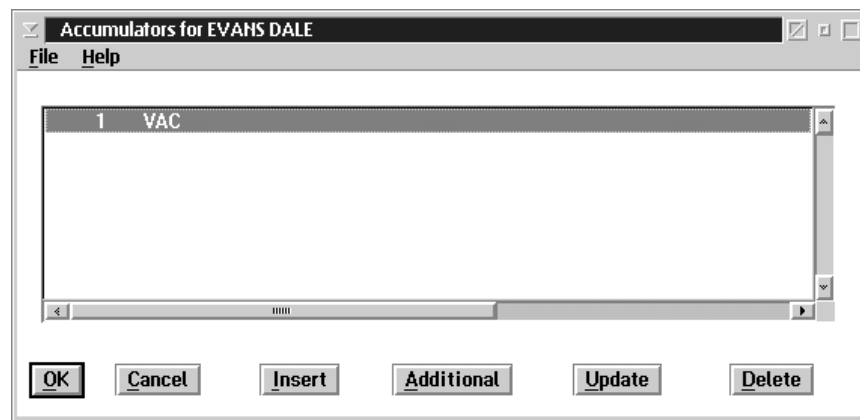 Accumulators for EVANS DALE
File Help
1 VAC
OK Cancel Insert Additional Update Delete